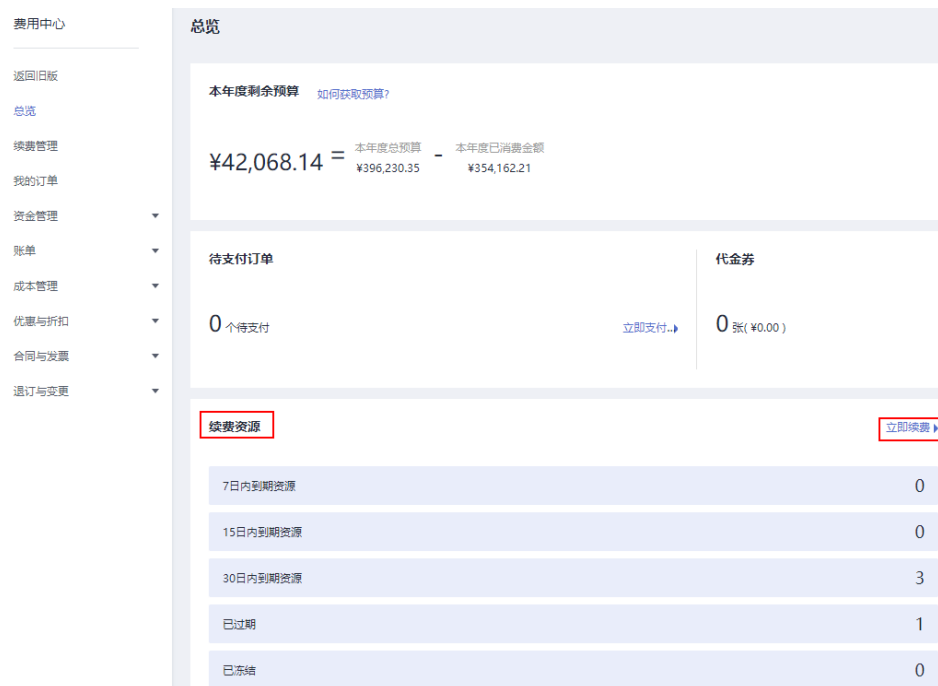 费用中心
返回旧版
总览
续费管理
我的订单
资金管理
账单
成本管理
优惠与折扣
合同与发票
退订与变更
总览
本年度剩余预算 如何获取预算?
¥42,068.14 = 本年度总预算 - 本年度已消费金额
¥396,230.35 ¥354,162.21
待支付订单 代金券
0 个待支付 立即支付.. 0 张( ¥0.00 )
续费资源 立即续费
7日内到期资源 0
15日内到期资源 0
30日内到期资源 3
已过期 1
已冻结 0